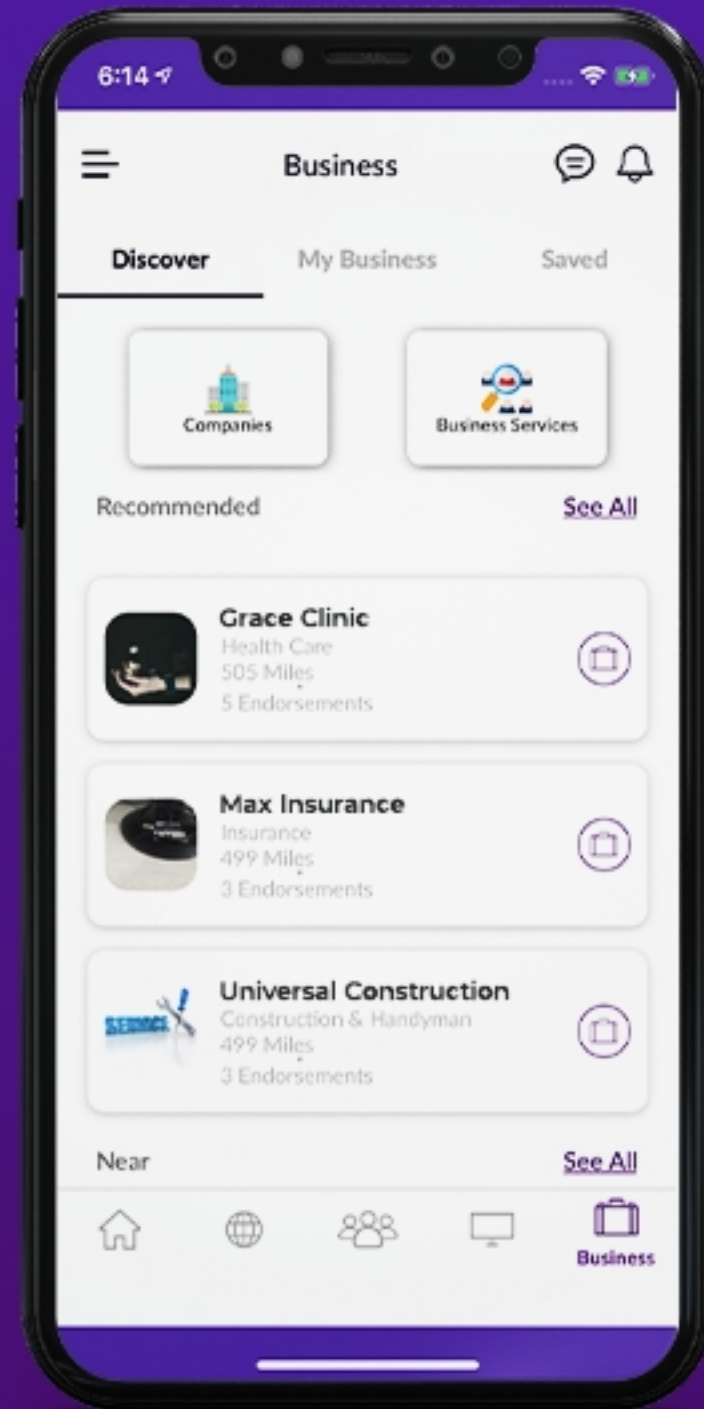 6:14
Business
Discover
My Business
Saved
Companies
Business Services
Recommended
See All
Grace Clinic
Health Care
505 Miles
5 Endorsements
Max Insurance
Insurance
499 Miles
3 Endorsements
SERVICE
Universal Construction
Construction & Handyman
499 Miles
3 Endorsements
Near
See All
Business